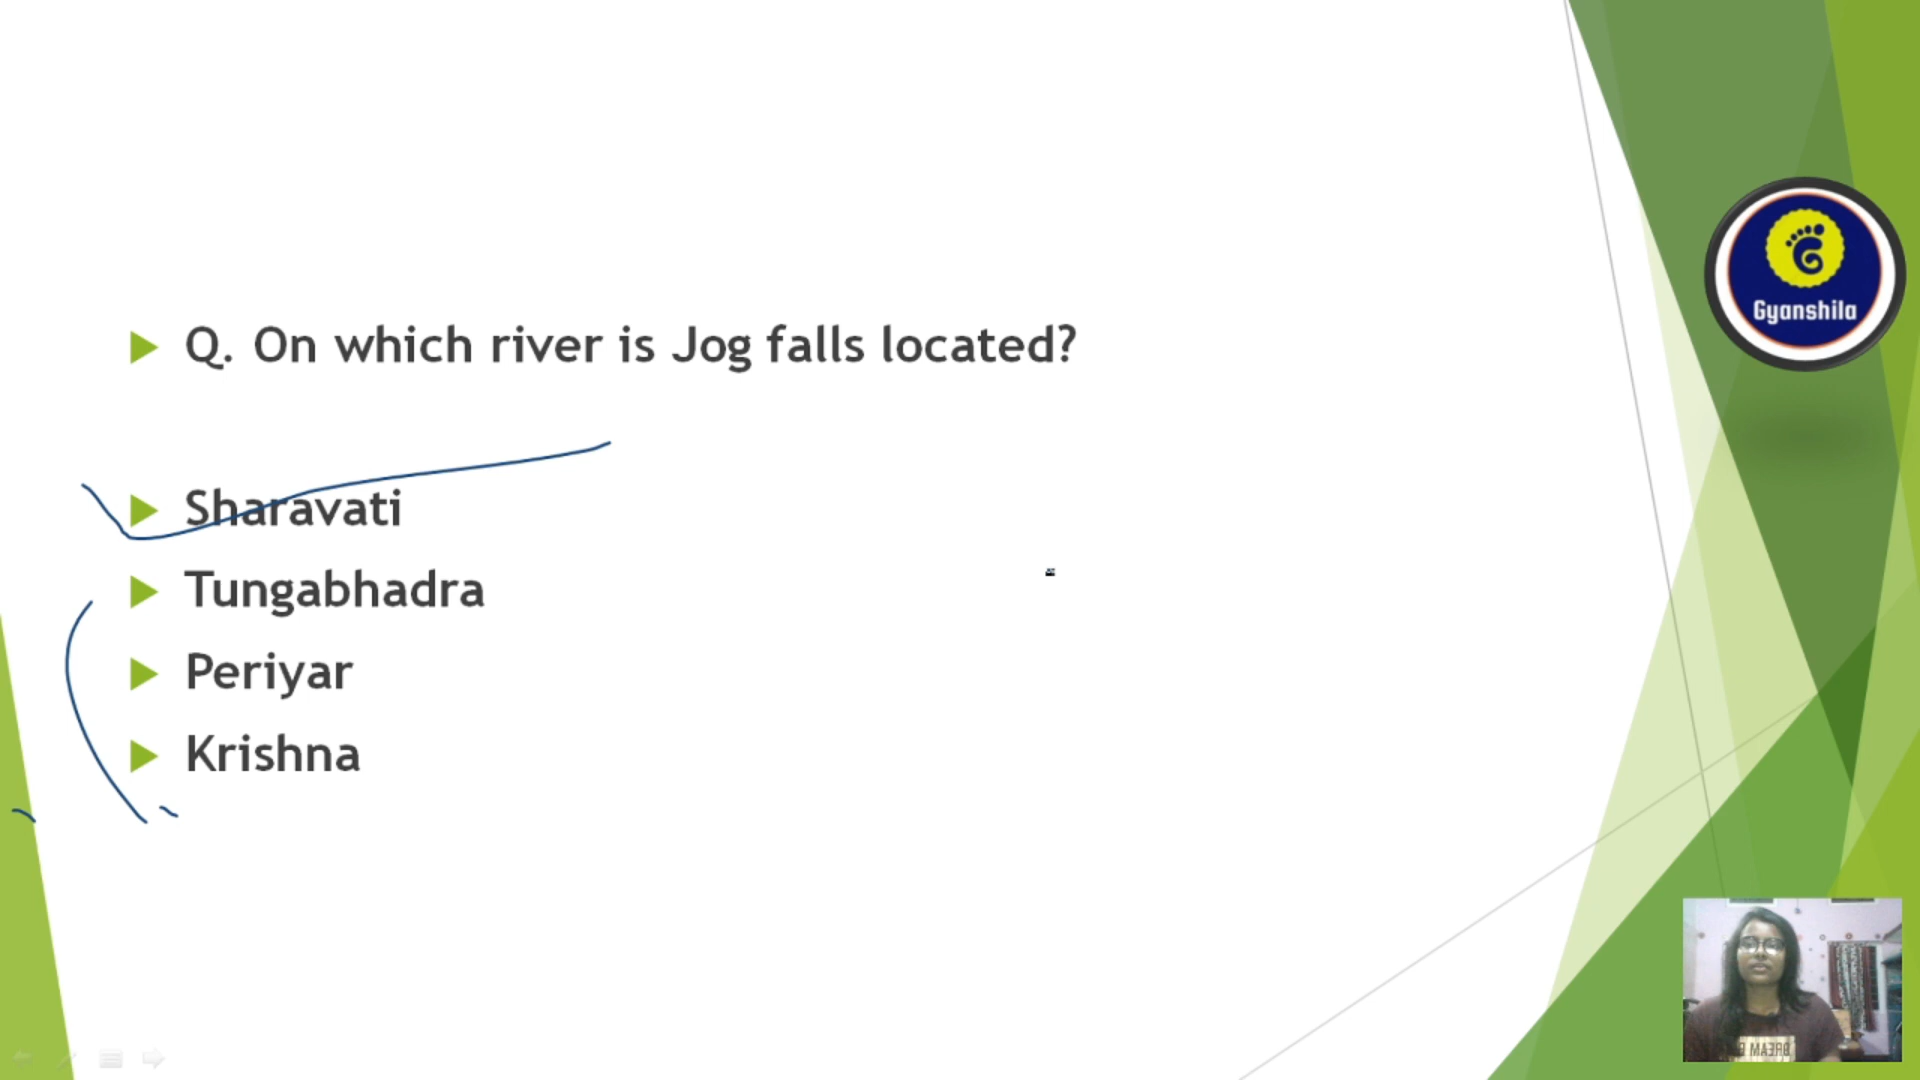 Q. On which river is Jog falls located?
Sharavati
Tungabhadra
Periyar
Krishna
Gyanshila